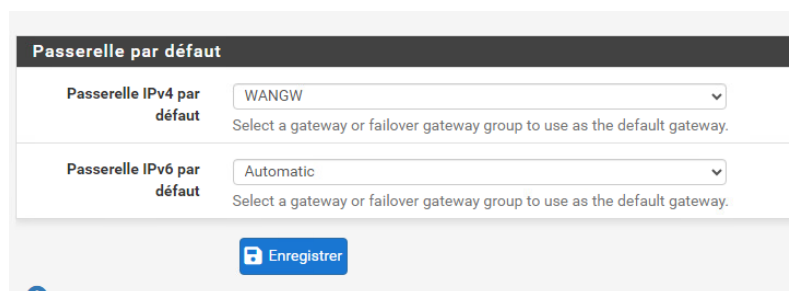 Passerelle par défaut
Passerelle IPv4 par
défaut
WANGW
Select a gateway or failover gateway group to use as the default gateway.
Passerelle IPv6 par
défaut
Automatic
Select a gateway or failover gateway group to use as the default gateway.
Enregistrer